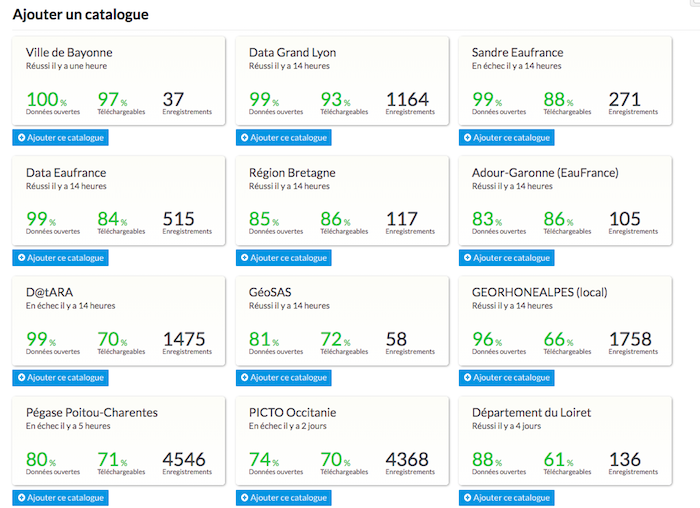 Ajouter un catalogue
Ville de Bayonne
Réussi il y a une heure
100 % 97 % 37
Données ouvertes Téléchargeables Enregistrements
Ajouter ce catalogue
Data Grand Lyon
Réussi il y a 14 heures
99 % 93 % 1164
Données ouvertes Téléchargeables Enregistrements
Ajouter ce catalogue
Sandre Eaufrance
En échec il y a 14 heures
99 % 88 % 271
Données ouvertes Téléchargeables Enregistrements
Ajouter ce catalogue
Data Eaufrance
Réussi il y a 14 heures
99 % 84 % 515
Données ouvertes Téléchargeables Enregistrements
Ajouter ce catalogue
Région Bretagne
Réussi il y a 14 heures
85 % 86 % 117
Données ouvertes Téléchargeables Enregistrements
Ajouter ce catalogue
Adour-Garonne (EauFrance)
Réussi il y a 14 heures
83 % 86 % 105
Données ouvertes Téléchargeables Enregistrements
Ajouter ce catalogue
D@tARA
En échec il y a 14 heures
99 % 70 % 1475
Données ouvertes Téléchargeables Enregistrements
Ajouter ce catalogue
GéoSAS
Réussi il y a 14 heures
81 % 72 % 58
Données ouvertes Téléchargeables Enregistrements
Ajouter ce catalogue
GEORHONEALPES (local)
Réussi il y a 14 heures
96 % 66 % 1758
Données ouvertes Téléchargeables Enregistrements
Ajouter ce catalogue
Pégase Poitou-Charentes
En échec il y a 5 heures
80 % 71 % 4546
Données ouvertes Téléchargeables Enregistrements
Ajouter ce catalogue
PICTO Occitanie
En échec il y a 2 jours
74 % 70 % 4368
Données ouvertes Téléchargeables Enregistrements
Ajouter ce catalogue
Département du Loiret
Réussi il y a 4 jours
88 % 61 % 136
Données ouvertes Téléchargeables Enregistrements
Ajouter ce catalogue